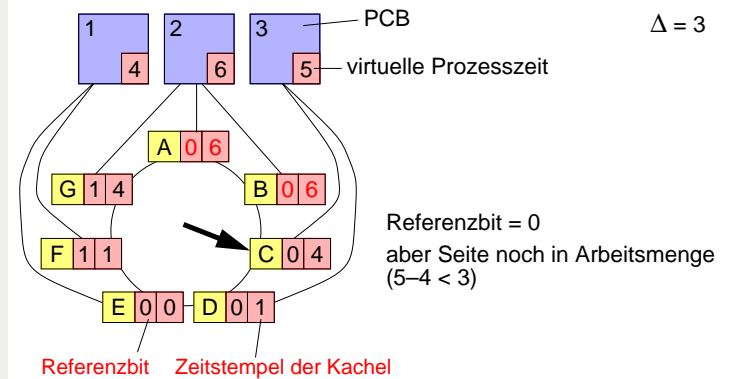 1 2 3 PCB Δ = 3
4 6 5 virtuelle Prozesszeit
A 0 6
G 1 4 B 0 6
Referenzbit = 0
F 1 1 C 0 4 aber Seite noch in Arbeitsmenge
(5–4 < 3)
E 0 0 D 0 1
Referenzbit Zeitstempel der Kachel